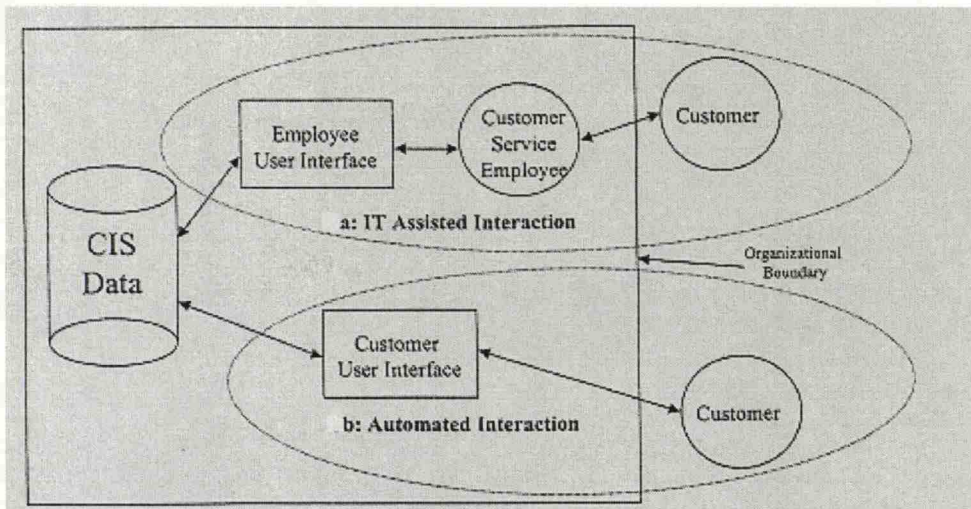 Employee
User Interface
Customer
Service
Employee
Customer
a: IT Assisted Interaction
CIS
Data
Organizational
Boundary
Customer
User Interface
Customer
b: Automated Interaction